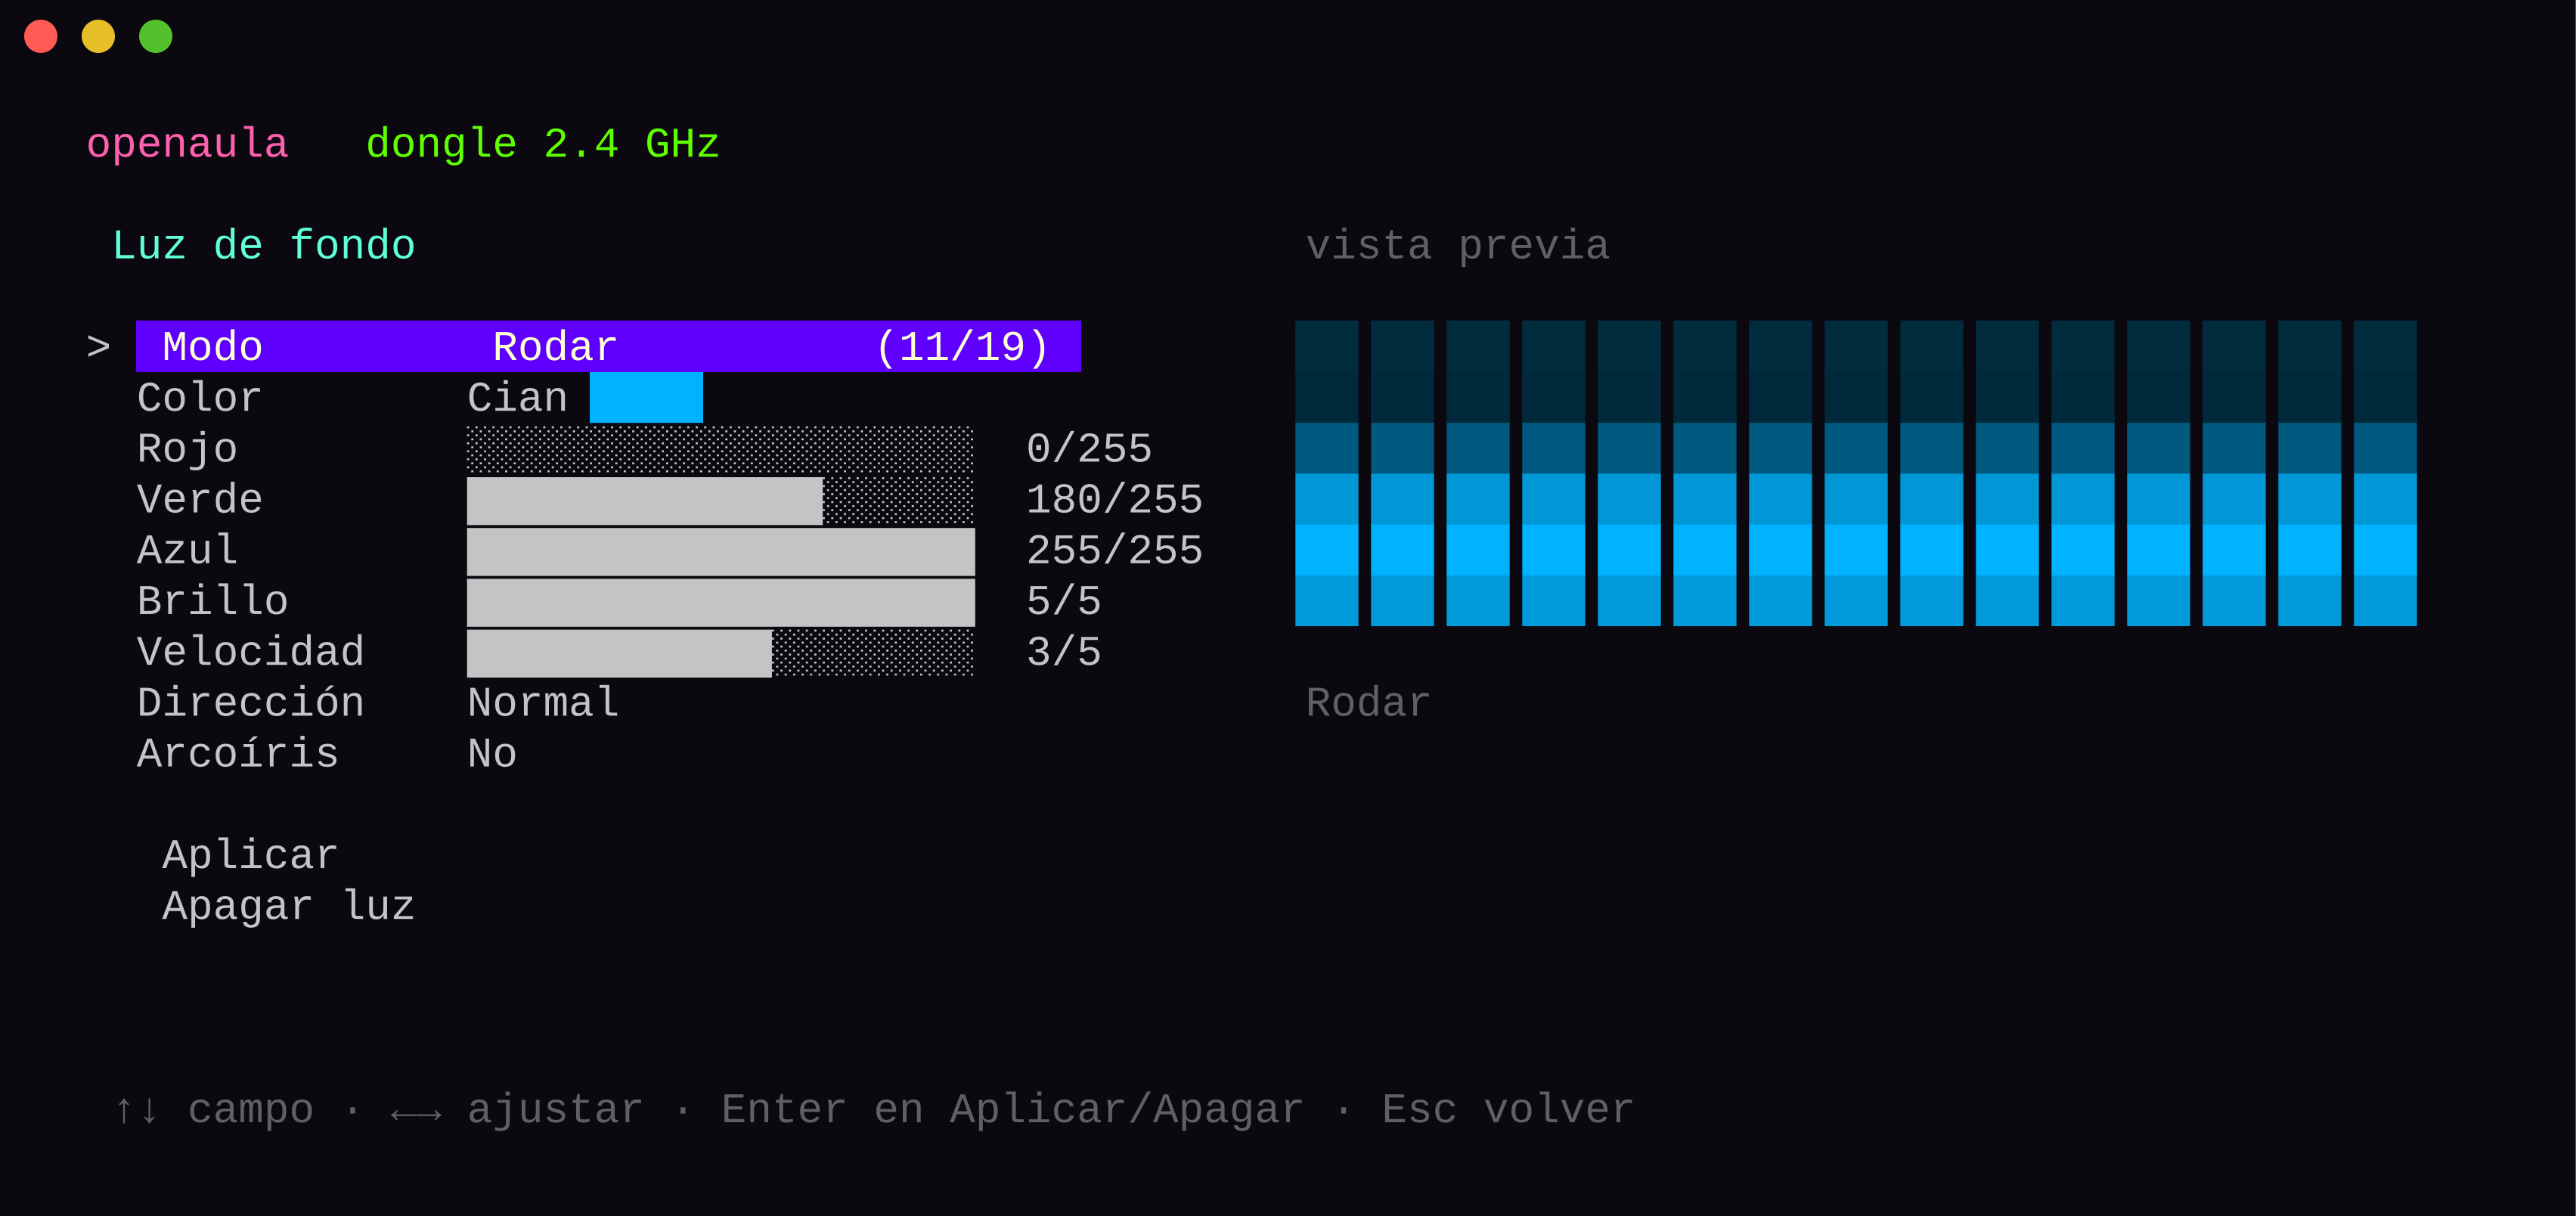 openaula dongle 2.4 GHz
Luz de fondo
vista previa
> Modo Rodar (11/19)
Color Cian
Rojo 0/255
Verde 180/255
Azul 255/255
Brillo 5/5
Velocidad 3/5
Dirección Normal
Rodar
Arcoíris No
Aplicar
Apagar luz
↑↓ campo · ←→ ajustar · Enter en Aplicar/Apagar · Esc volver